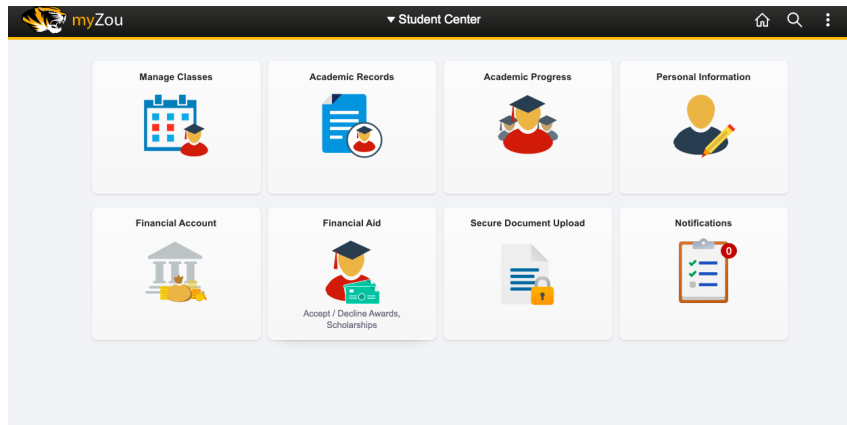 myZou
▾ Student Center
Manage Classes
Academic Records
Academic Progress
Personal Information
Financial Account
Financial Aid
Secure Document Upload
Notifications
0
Accept / Decline Awards,
Scholarships